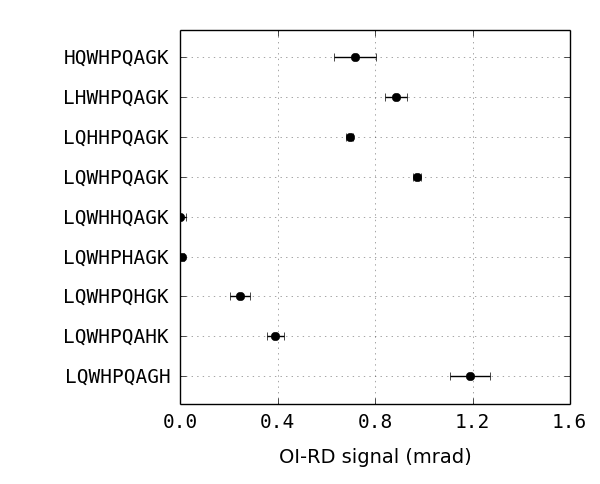 HQWHPQAGK
LHWHPQAGK
LQHHPQAGK
LQWHPQAGK
LQWHHQAGK
LQWHPHAGK
LQWHPQHGK
LQWHPQAHK
LQWHPQAGH
0.0 0.4 0.8 1.2 1.6
OI-RD signal (mrad)